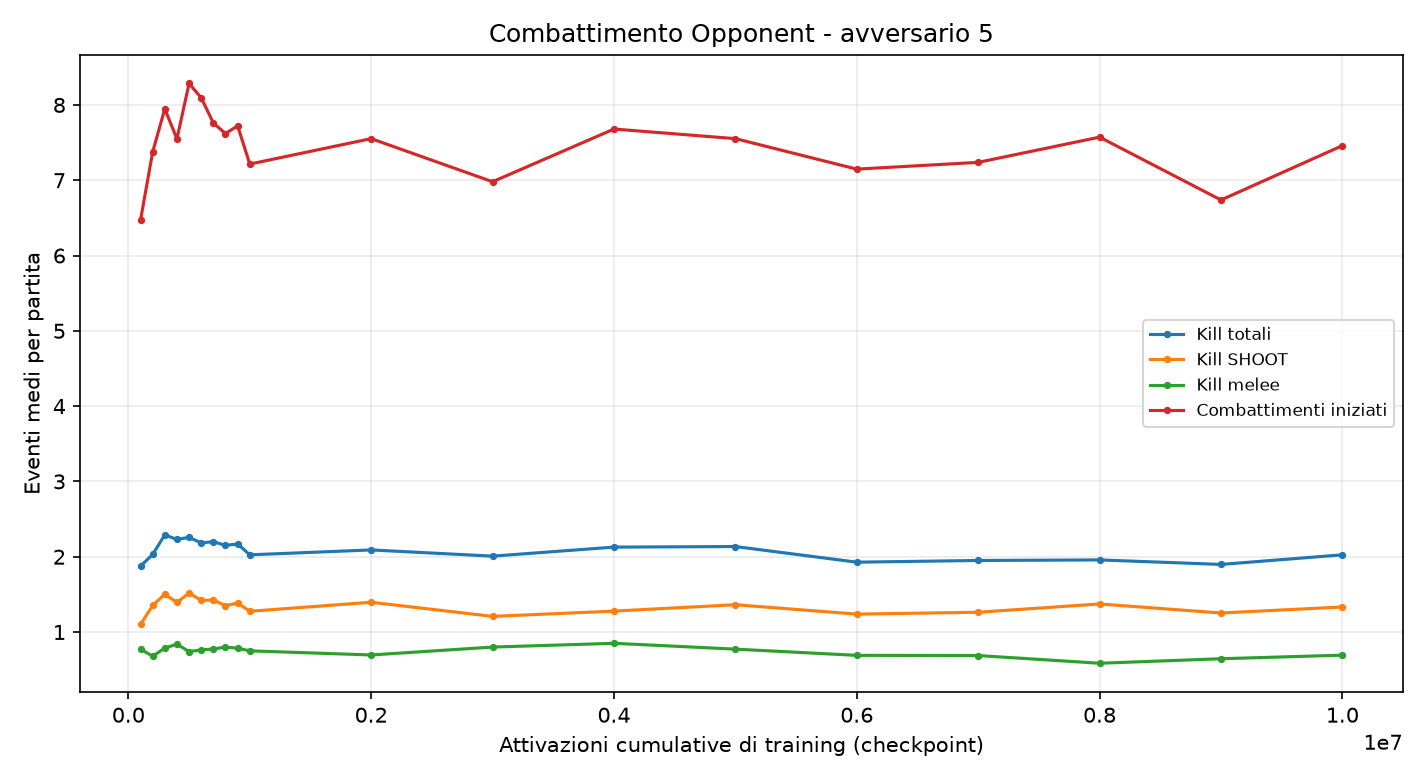 Combattimento Opponent - avversario 5
Eventi medi per partita
8
7
6
5
4
3
2
1
Kill totali
Kill SHOOT
Kill melee
Combattimenti iniziati
0.0 0.2 0.4 0.6 0.8 1.0
1e7
Attivazioni cumulative di training (checkpoint)